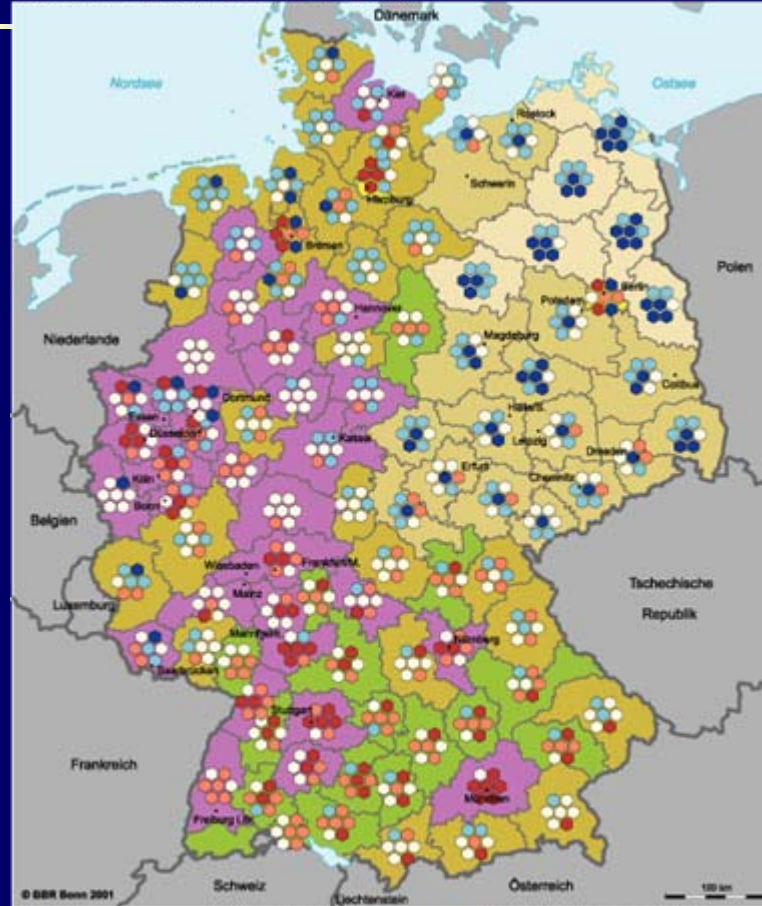 Dänemark
Nordsee
Ostsee
Kiel
Rostock
Schwerin
Hamburg
Bremen
Polen
Berlin
Hannover
Potsdam
Niederlande
Magdeburg
Cottbus
Dortmund
Essen
Halle/S.
Düsseldorf
Leipzig
Kassel
Dresden
Köln
Erfurt
Chemnitz
Bonn
Belgien
Wiesbaden
Frankfurt/M.
Mainz
Tschechische
Republik
Luxemburg
Mannheim
Nürnberg
Saarbrücken
Stuttgart
Frankreich
München
Freiburg i.Br.
© BBR Bonn 2001
Schweiz
Liechtenstein
Österreich
100 km